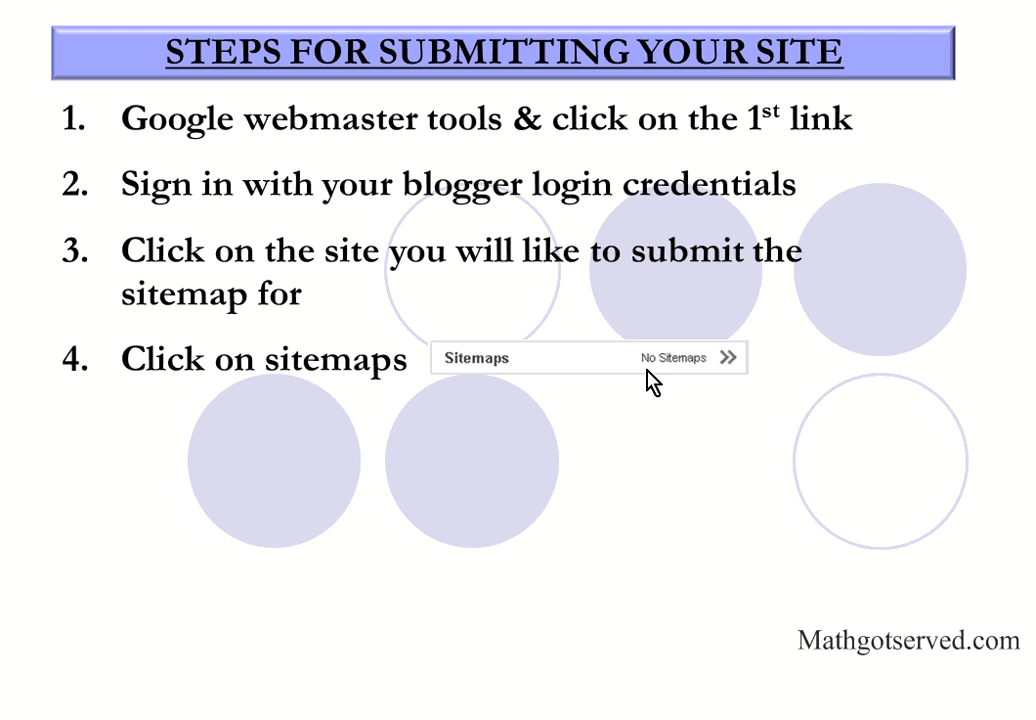 STEPS FOR SUBMITTING YOUR SITE
1. Google webmaster tools & click on the 1st link
2. Sign in with your blogger login credentials
3. Click on the site you will like to submit the
sitemap for
4. Click on sitemaps Sitemaps No Sitemaps »
Mathgotserved.com